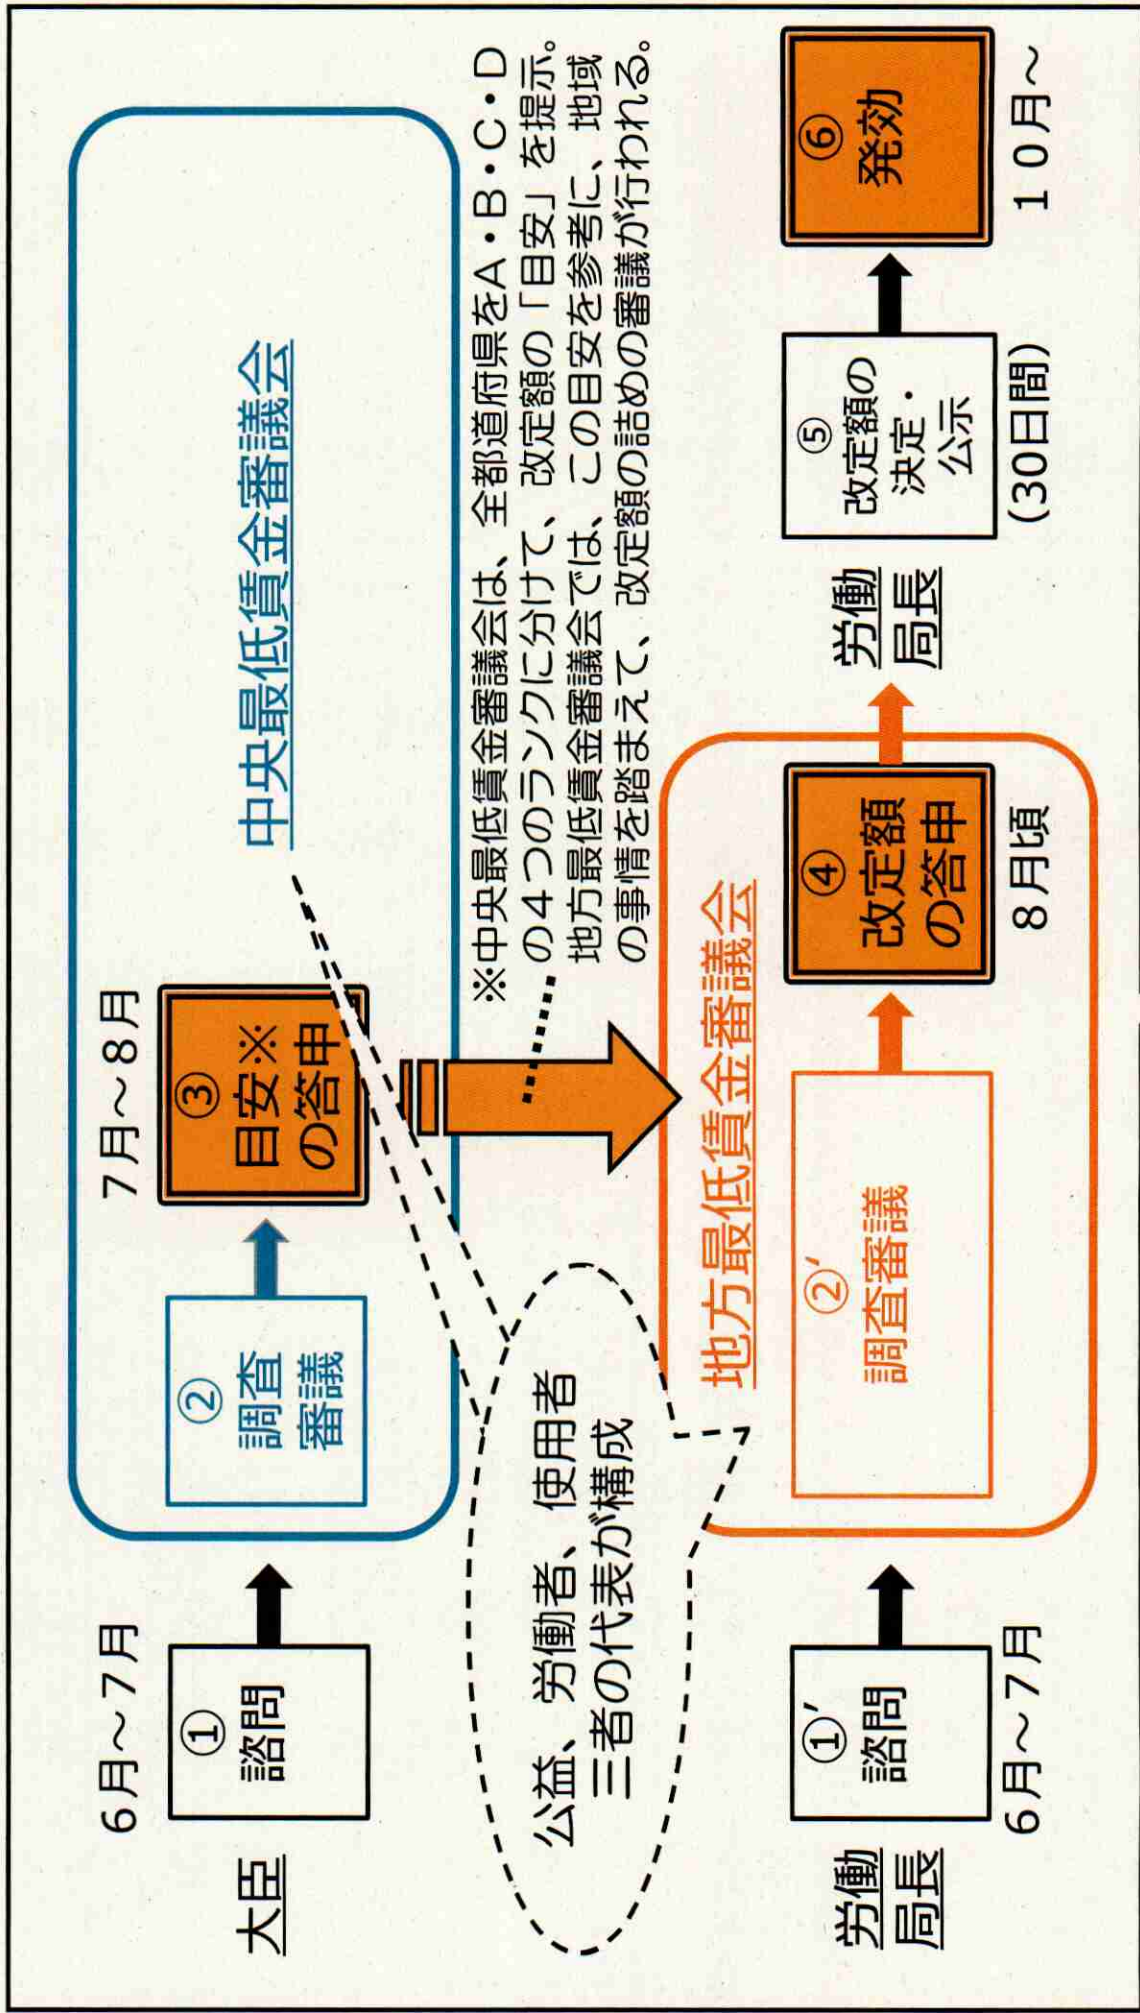 6月～7月
大臣
①
諮問
②
調査
審議
7月～8月
③
目安※
の答申
中央最低賃金審議会
公益、労働者、使用者
三者の代表が構成
※中央最低賃金審議会は、全都道府県をA・B・C・D
の4つのランクに分けて、改定額の「目安」を提示。
地方最低賃金審議会では、この目安を参考に、地域
の事情を踏まえて、改定額の詰めの審議が行われる。
地方最低賃金審議会
労働
局長
①’
諮問
6月～7月
②’
調査審議
④
改定額
の答申
8月頃
労働
局長
⑤
改定額の
決定・
公示
(30日間)
⑥
発効
10月～